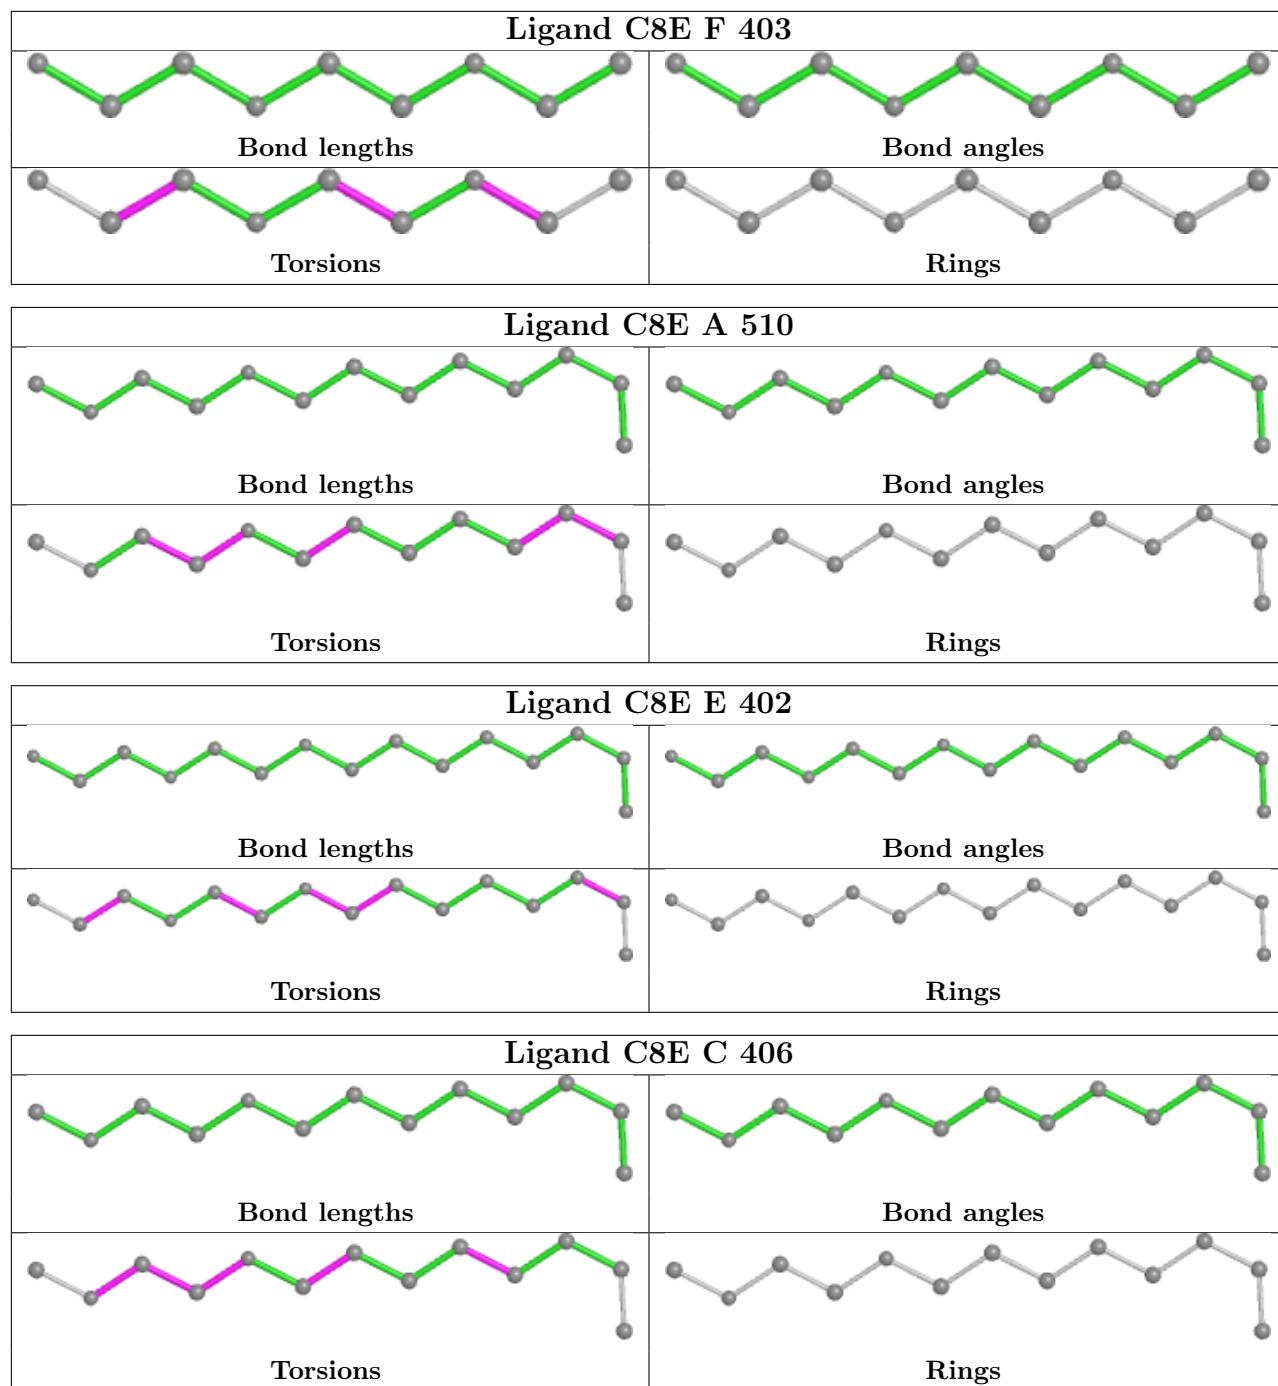 Ligand C8E F 403
Bond lengths
Bond angles
Torsions
Rings
Ligand C8E A 510
Bond lengths
Bond angles
Torsions
Rings
Ligand C8E E 402
Bond lengths
Bond angles
Torsions
Rings
Ligand C8E C 406
Bond lengths
Bond angles
Torsions
Rings